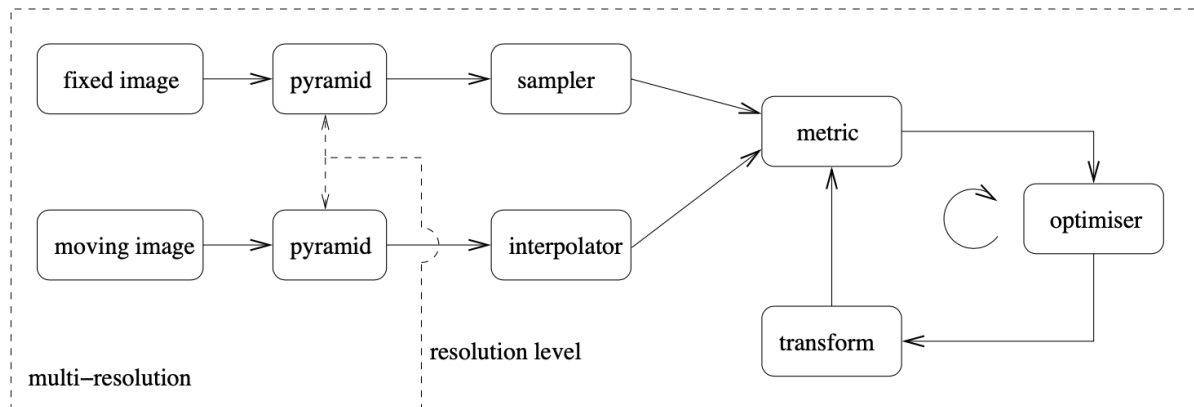 fixed image
pyramid
sampler
metric
moving image
pyramid
interpolator
optimiser
transform
resolution level
multi−resolution